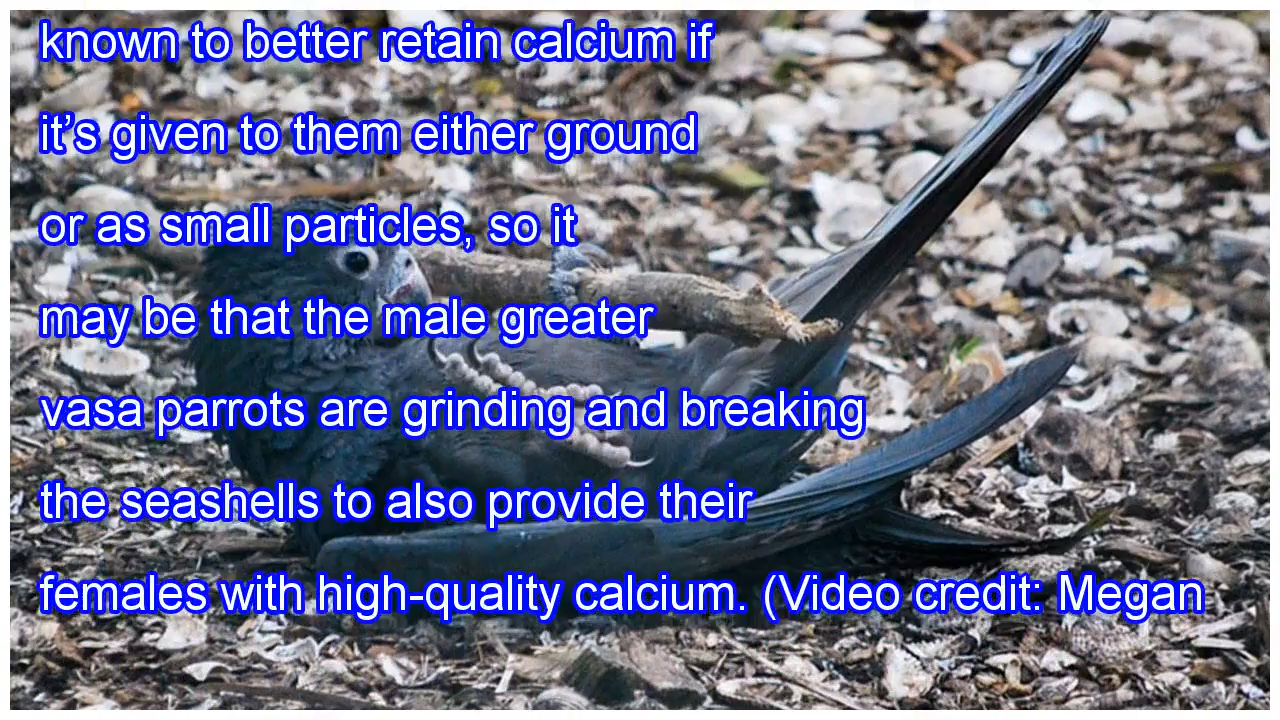 known to better retain calcium if
it’s given to them either ground
or as small particles, so it
may be that the male greater
vasa parrots are grinding and breaking
the seashells to also provide their
females with high-quality calcium. (Video credit: Megan